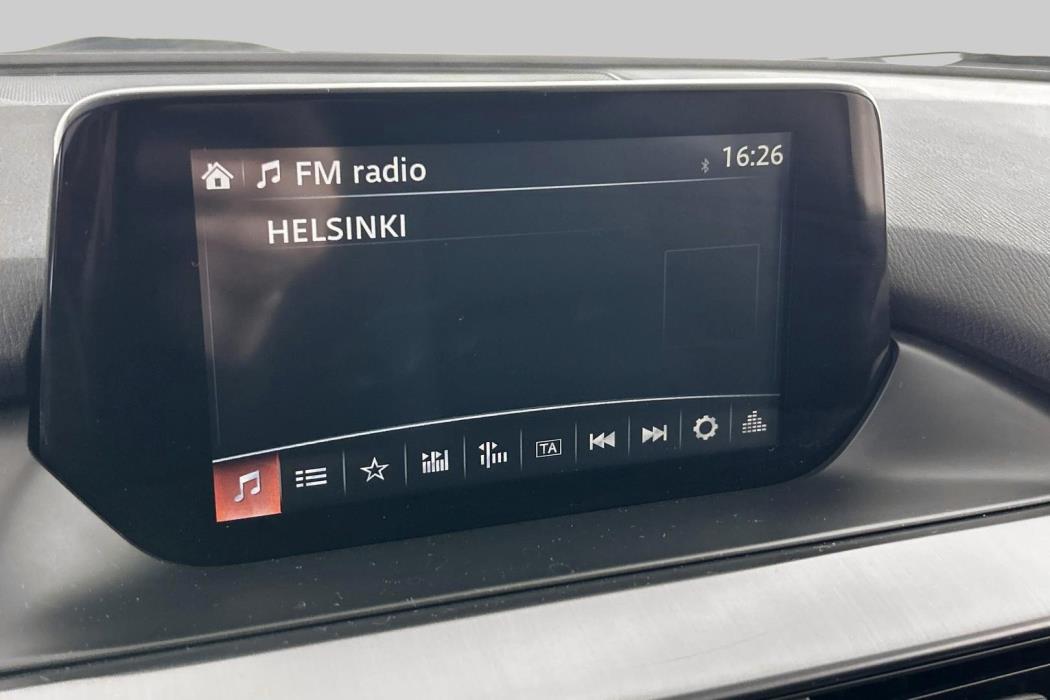 FM radio
16:26
HELSINKI
TA